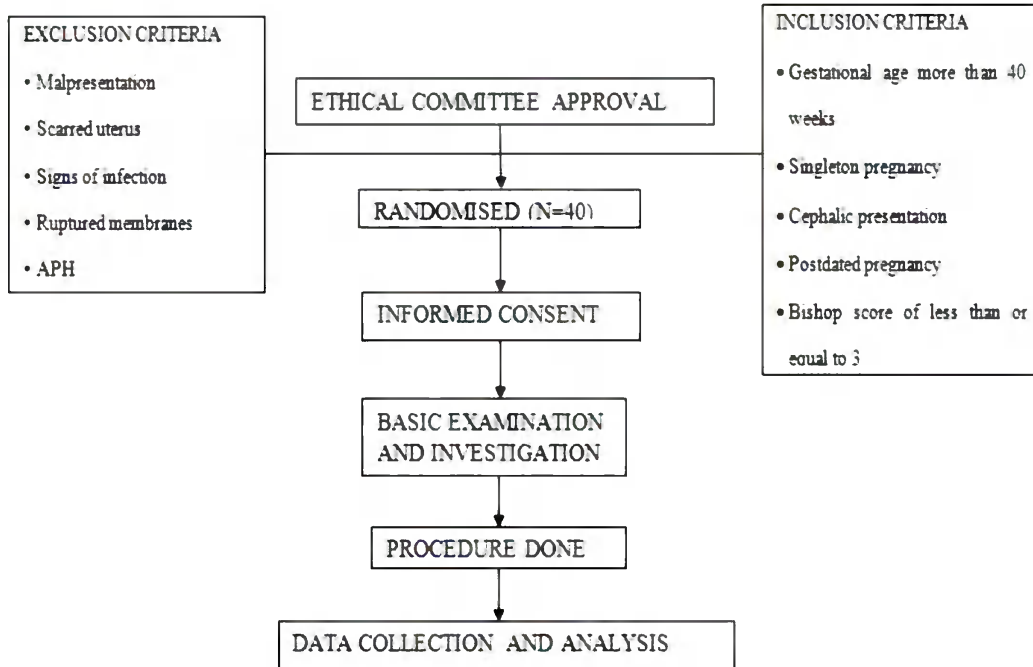 EXCLUSION CRITERIA
• Malpresentation
• Scarred uterus
• Signs of infection
• Ruptured membranes
• APH
ETHICAL COMMITTEE APPROVAL
RANDOMISED (N=40)
INFORMED CONSENT
BASIC EXAMINATION
AND INVESTIGATION
PROCEDURE DONE
DATA COLLECTION AND ANALYSIS
INCLUSION CRITERIA
• Gestational age more than 40
weeks
• Singleton pregnancy
• Cephalic presentation
• Postdated pregnancy
• Bishop score of less than or
equal to 3